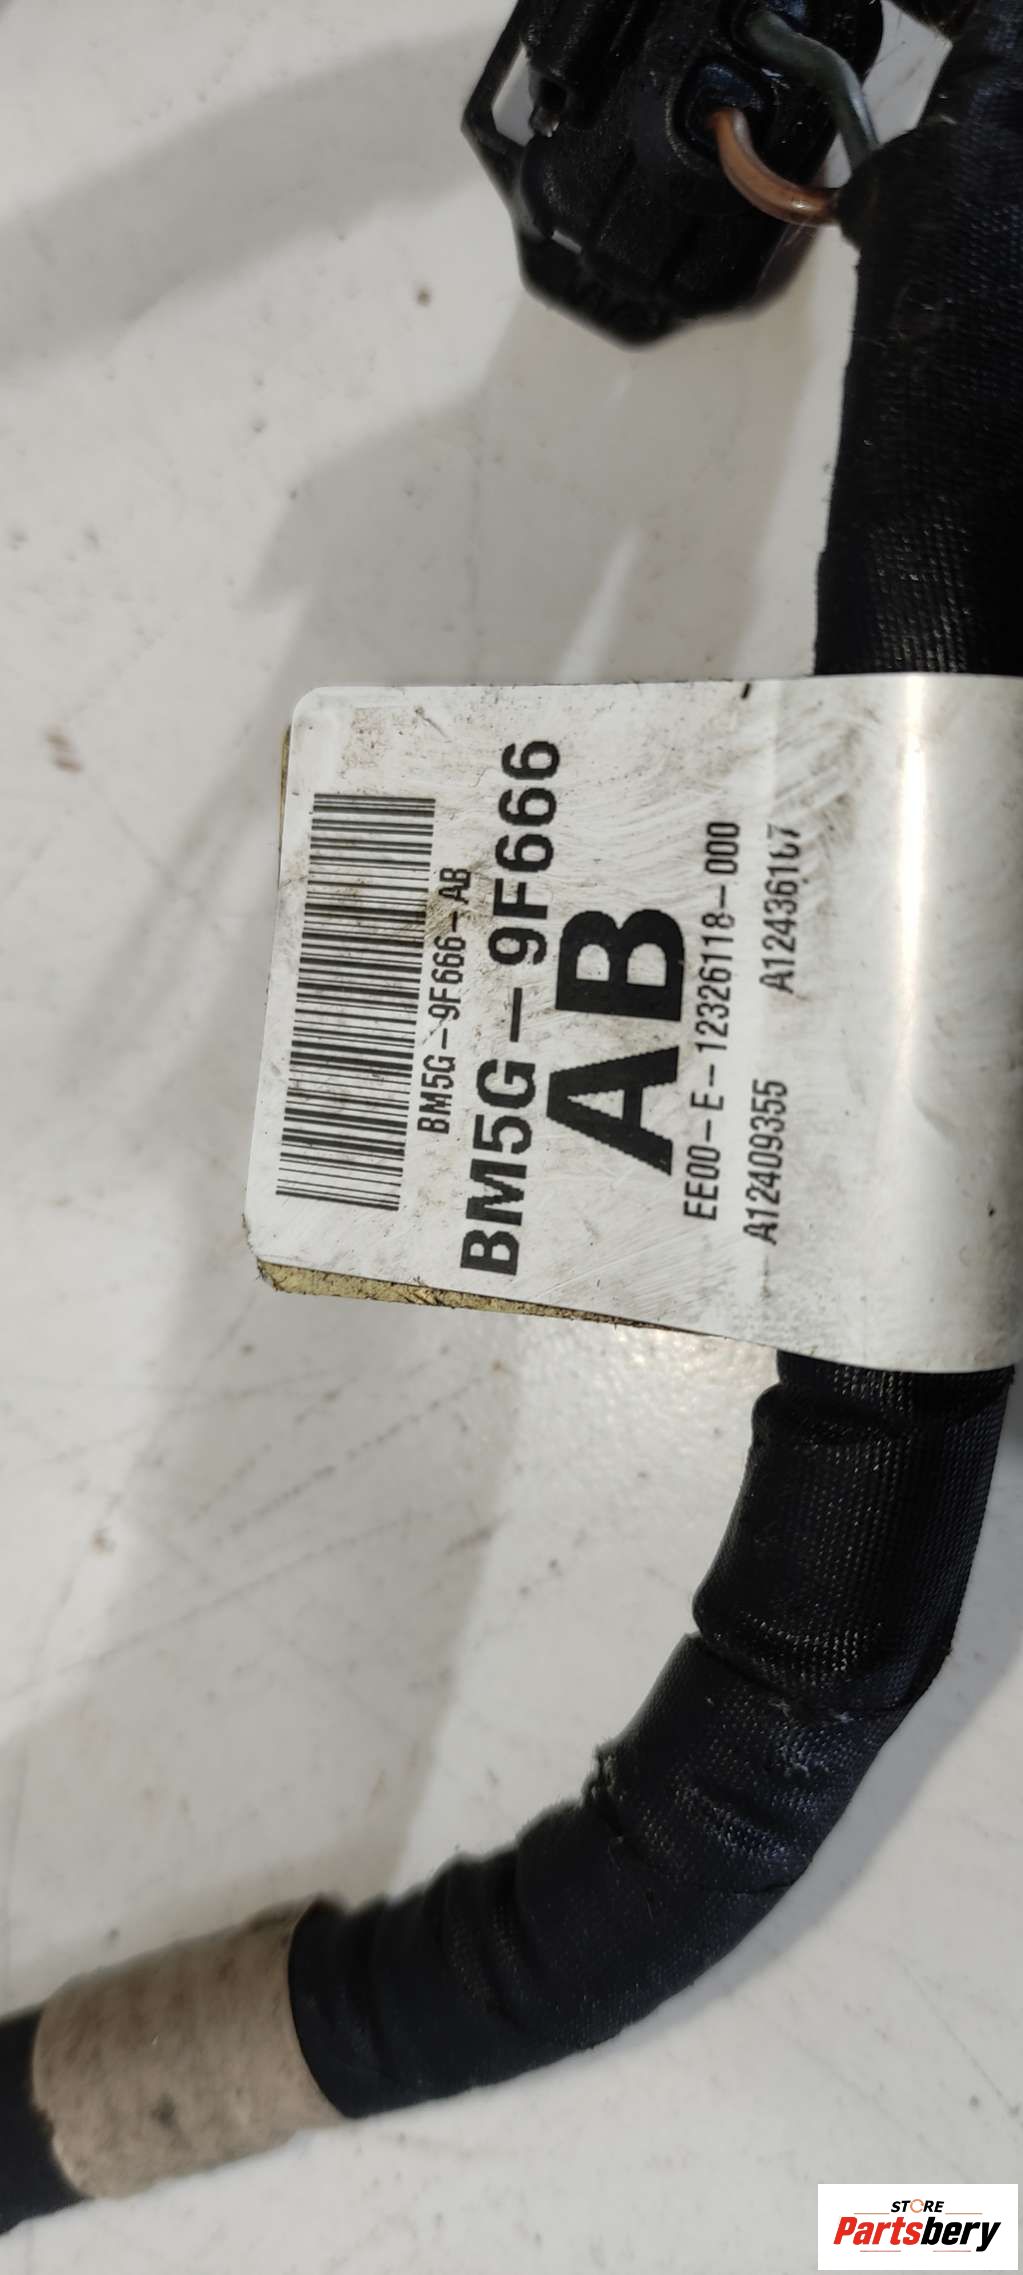 BM5G-9F666-AB
BM5G-9F666
AB
EE00-E-12326118-000
A12409355 A12436167
STORE
Partsbery